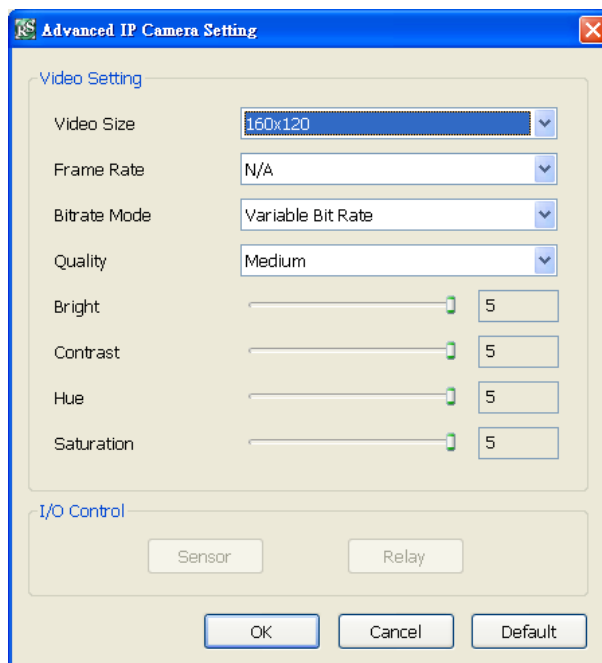 RS Advanced IP Camera Setting
Video Setting
Video Size 160x120
Frame Rate N/A
Bitrate Mode Variable Bit Rate
Quality Medium
Bright 5
Contrast 5
Hue 5
Saturation 5
I/O Control
Sensor Relay
OK Cancel Default